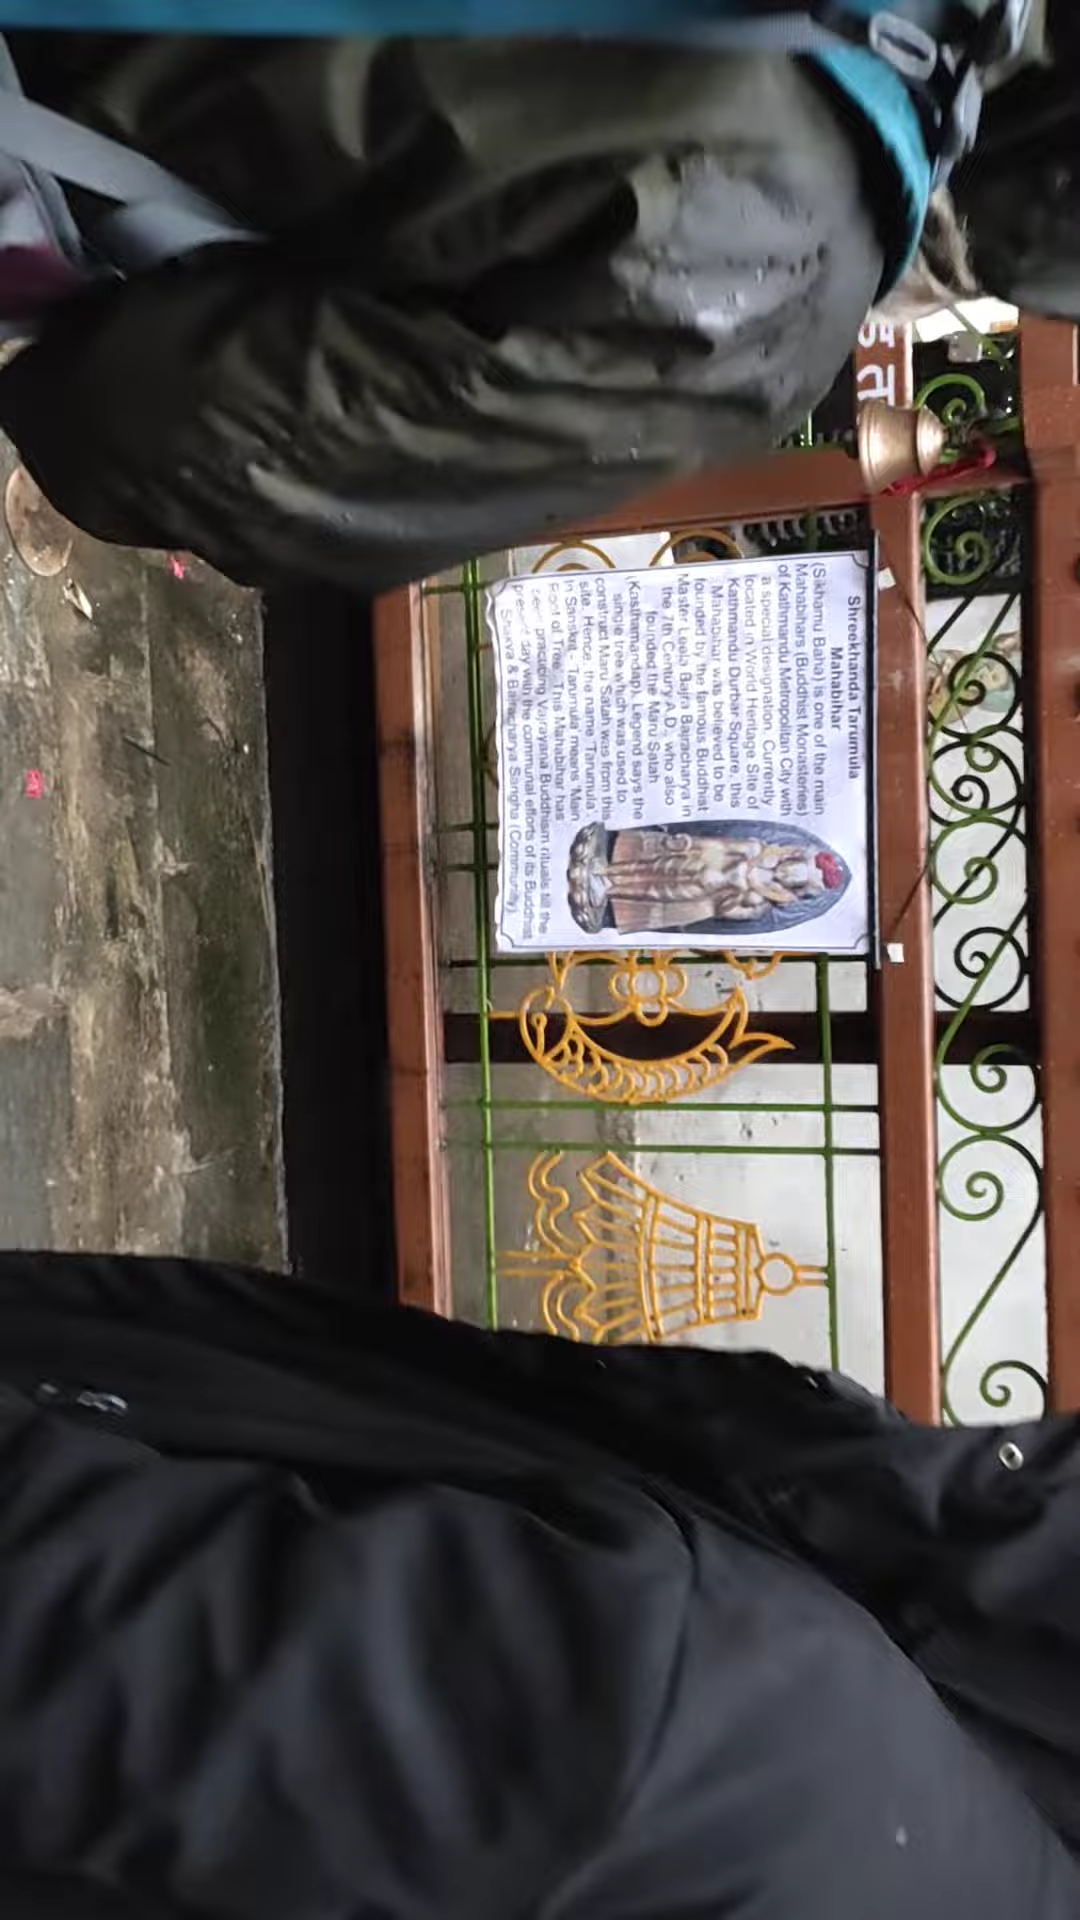 Shreekhanda Tarumula
Mahabihar
(Sikhamu Baha) is one of the main
Mahabihars (Buddhist Monasteries)
of Kathmandu Metropolitan City with
a special designation. Currently
located in World Heritage Site of
Kathmandu Durbar Square, this
Mahabihar was believed to be
founded by the famous Buddhist
Master Leela Bajra Bajracharya in
the 7th Century A.D., who also
founded the Maru Satah
(Kasthamandap). Legend says the
single tree which was used to
construct Maru Satah was from this
site. Hence, the name 'Tarumula'.
In Sanskrit - Tarumula means 'Main
Root of Tree'. This Mahabihar has
been practicing Vajrayana Buddhism rituals till the
present day with the communal efforts of its Buddhist
Shakya & Bajracharya Sangha (Community).